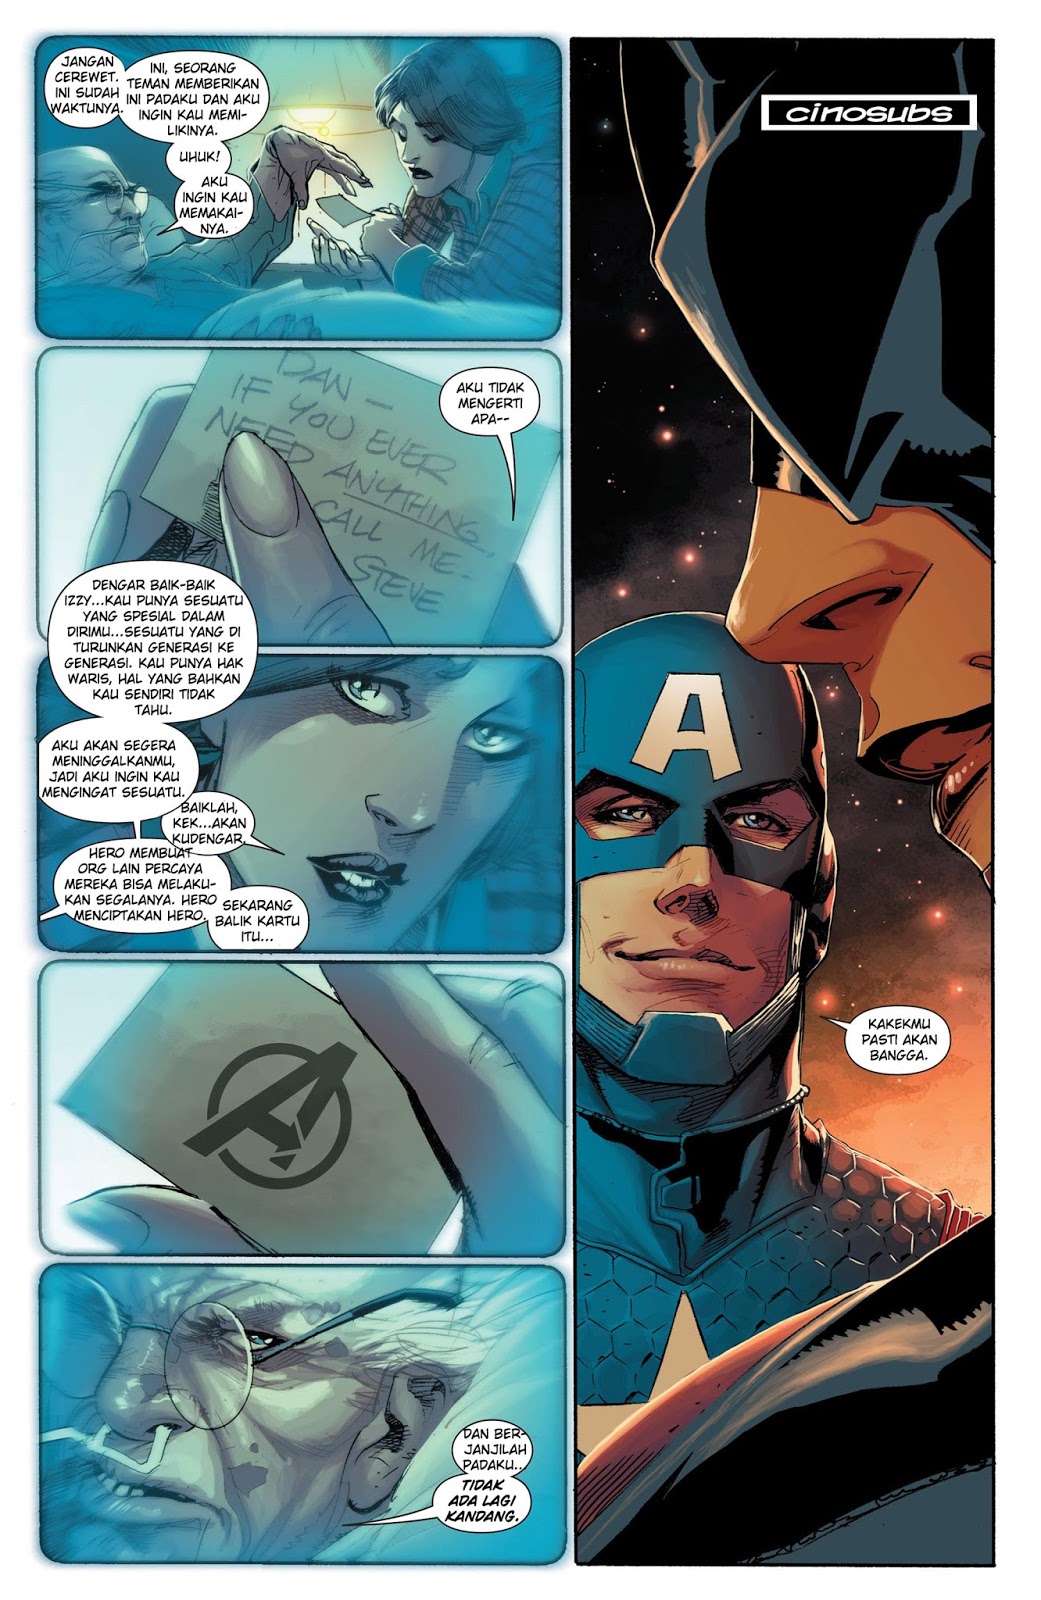 JANGAN
CEREWET.
INI SUDAH
WAKTUNYA.
INI, SEORANG
TEMAN MEMBERIKAN
INI PADAKU DAN AKU
INGIN KAU MEMI-
LIKINYA.
UHUK!
AKU
INGIN KAU
MEMAKAI-
NYA.
DAN —
IF YOU EVER
NEED ANYTHING,
CALL ME.
STEVE
AKU TIDAK
MENGERTI
APA--
DENGAR BAIK-BAIK
IZZY...KAU PUNYA SESUATU
YANG SPESIAL DALAM
DIRIMU...SESUATU YANG DI
TURUNKAN GENERASI KE
GENERASI. KAU PUNYA HAK
WARIS, HAL YANG BAHKAN
KAU SENDIRI TIDAK
TAHU.
AKU AKAN SEGERA
MENINGGALKANMU,
JADI AKU INGIN KAU
MENGINGAT SESUATU.
BAIKLAH,
KEK...AKAN
KUDENGAR.
HERO MEMBUAT
ORG LAIN PERCAYA
MEREKA BISA MELAKU-
KAN SEGALANYA. HERO
MENCIPTAKAN HERO.
SEKARANG
BALIK KARTU
ITU...
A
DAN BER-
JANJILAH
PADAKU...
TIDAK
ADA LAGI
KANDANG.
cinosubs
A
KAKEKMU
PASTI AKAN
BANGGA.